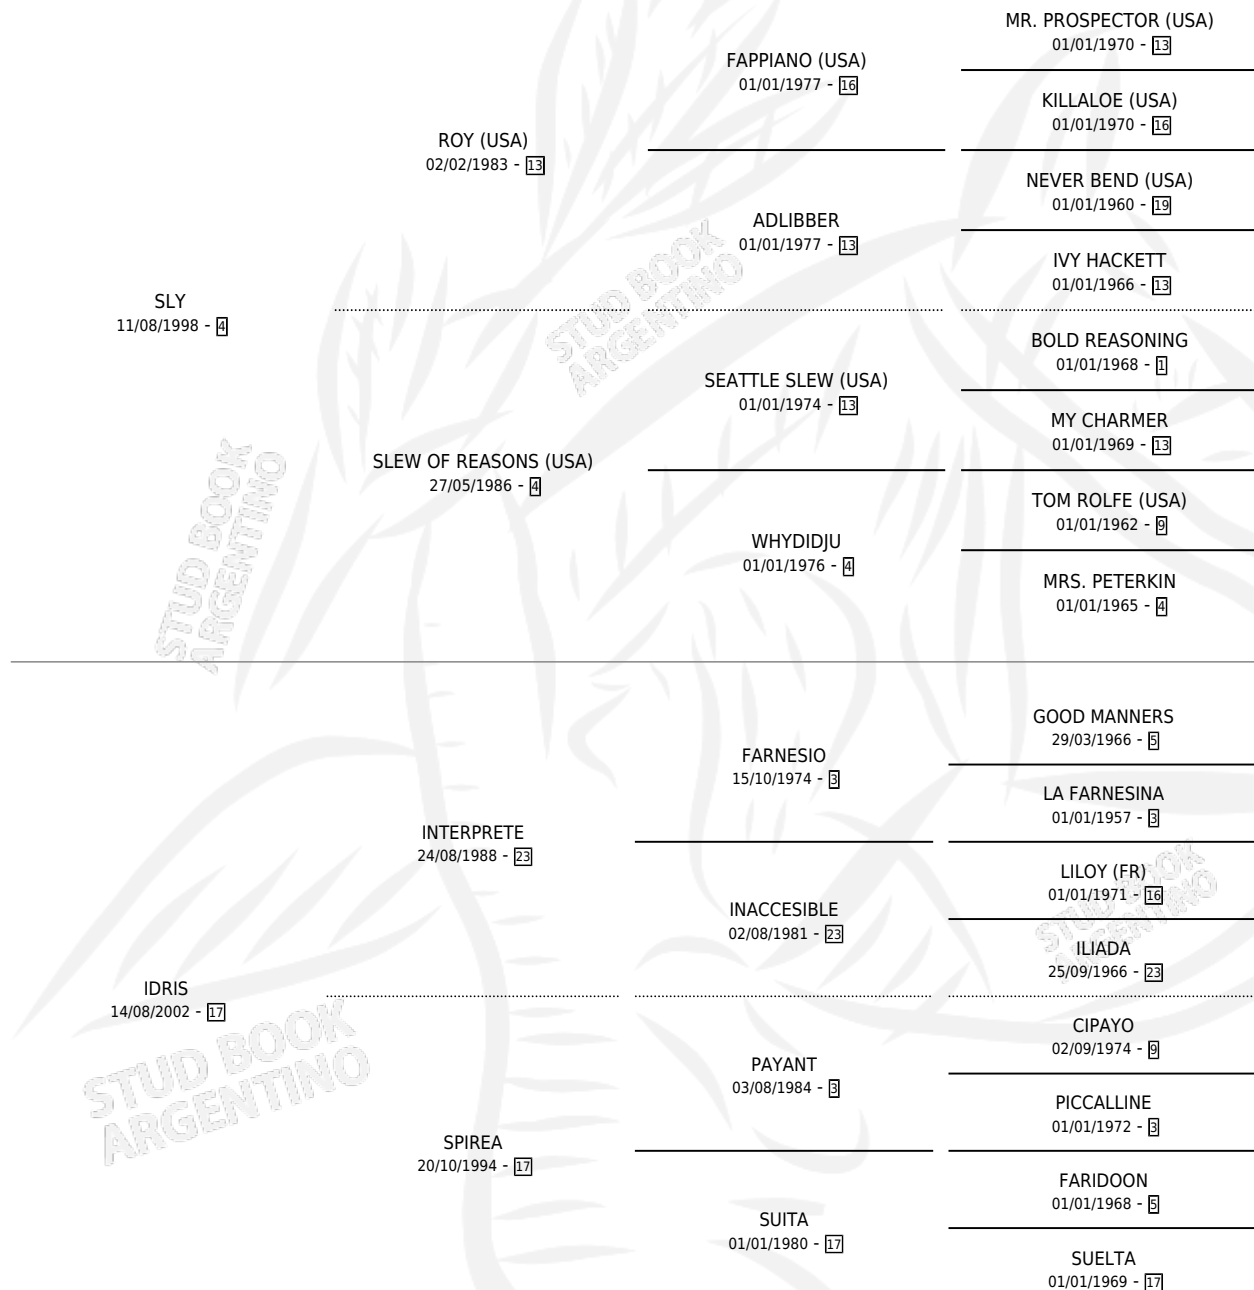 MR. PROSPECTOR (USA)
01/01/1970 - 13
FAPPIANO (USA)
01/01/1977 - 16
KILLALOE (USA)
01/01/1970 - 16
ROY (USA)
02/02/1983 - 13
NEVER BEND (USA)
01/01/1960 - 19
ADLIBBER
01/01/1977 - 13
IVY HACKETT
01/01/1966 - 13
SLY
11/08/1998 - 4
BOLD REASONING
01/01/1968 - 1
SEATTLE SLEW (USA)
01/01/1974 - 13
MY CHARMER
01/01/1969 - 13
SLEW OF REASONS (USA)
27/05/1986 - 4
TOM ROLFE (USA)
01/01/1962 - 9
WHYDIDJU
01/01/1976 - 4
MRS. PETERKIN
01/01/1965 - 4
GOOD MANNERS
29/03/1966 - 5
FARNESIO
15/10/1974 - 3
LA FARNESINA
01/01/1957 - 3
INTERPRETE
24/08/1988 - 23
LILOY (FR)
01/01/1971 - 16
INACCESIBLE
02/08/1981 - 23
ILIADA
25/09/1966 - 23
IDRIS
14/08/2002 - 17
CIPAYO
02/09/1974 - 9
PAYANT
03/08/1984 - 3
PICCALLINE
01/01/1972 - 3
SPIREA
20/10/1994 - 17
FARIDOON
01/01/1968 - 5
SUITA
01/01/1980 - 17
SUELTA
01/01/1969 - 17
STUD BOOK
ARGENTINO
STUD BOOK
ARGENTINO
STUD BOOK
ARGENTINO
STUD BOOK
ARGENTINO